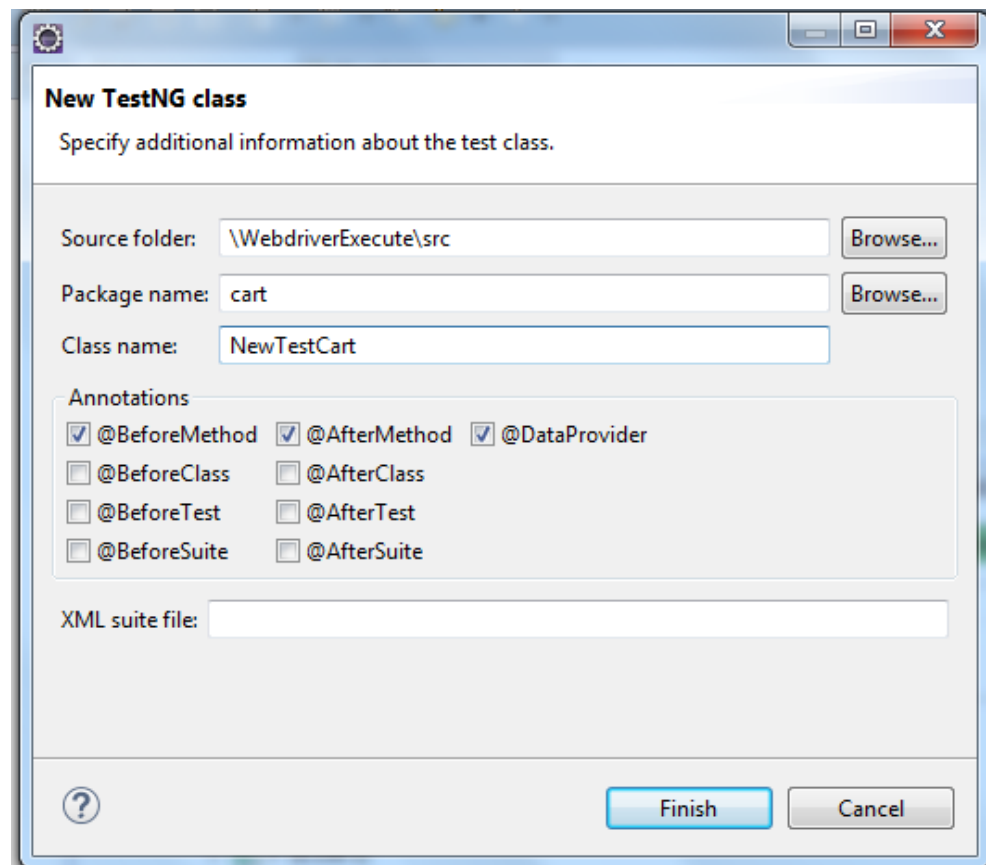 New TestNG class
Specify additional information about the test class.
Source folder: \WebdriverExecute\src Browse...
Package name: cart Browse...
Class name: NewTestCart
Annotations
@BeforeMethod @AfterMethod @DataProvider
@BeforeClass @AfterClass
@BeforeTest @AfterTest
@BeforeSuite @AfterSuite
XML suite file:
? Finish Cancel